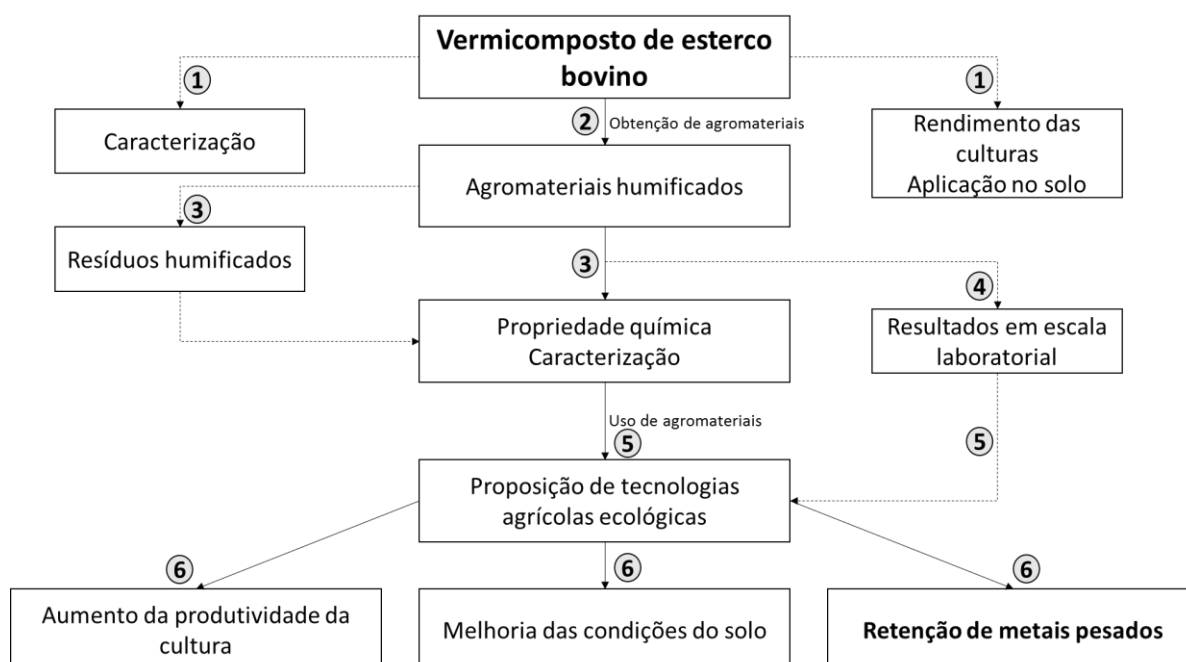 Vermicomposto de esterco
bovino
1
1
Caracterização
2
Obtenção de agromateriais
Rendimento das
culturas
Aplicação no solo
Agromateriais humificados
3
Resíduos humificados
3
4
Propriedade química
Caracterização
Resultados em escala
laboratorial
Uso de agromateriais
5
5
Proposição de tecnologias
agrícolas ecológicas
6
6
6
Aumento da produtividade da
cultura
Melhoria das condições do solo
Retenção de metais pesados